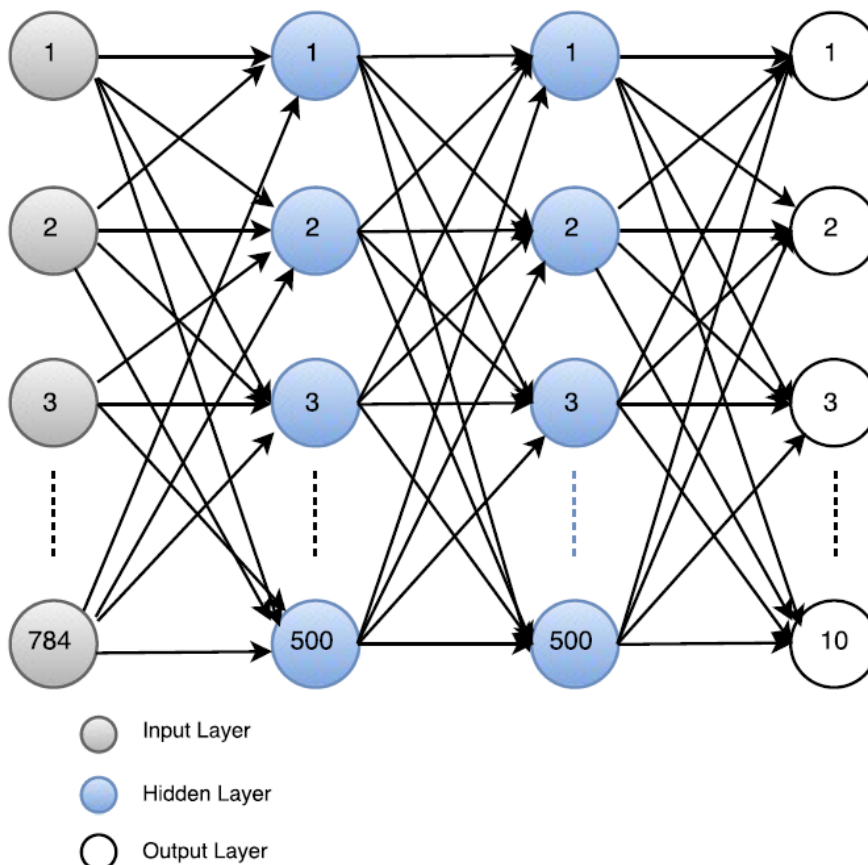 1 1 1 1
2 2 2 2
3 3 3 3
784 500 500 10
Input Layer
Hidden Layer
Output Layer